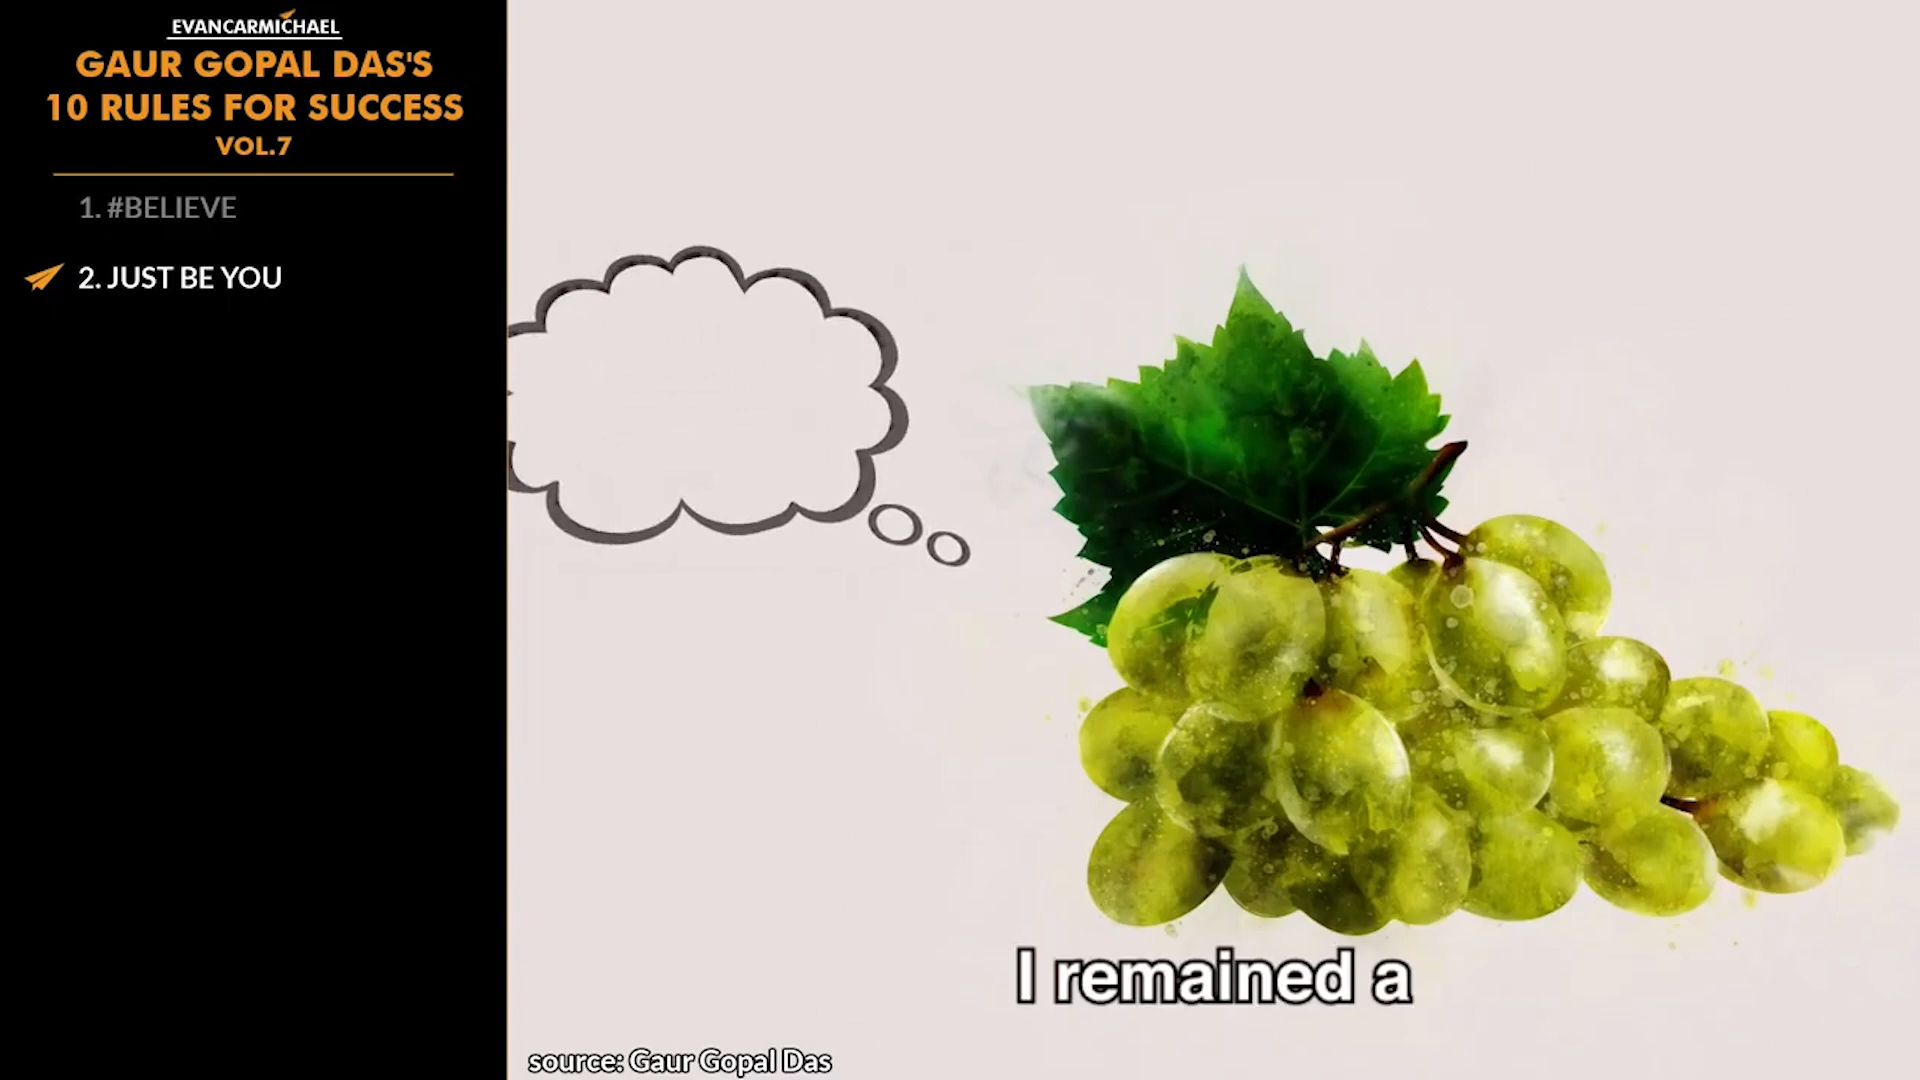 EVANCARMICHAEL
GAUR GOPAL DAS'S
10 RULES FOR SUCCESS
VOL.7
1. #BELIEVE
2. JUST BE YOU
I remained a
source: Gaur Gopal Das